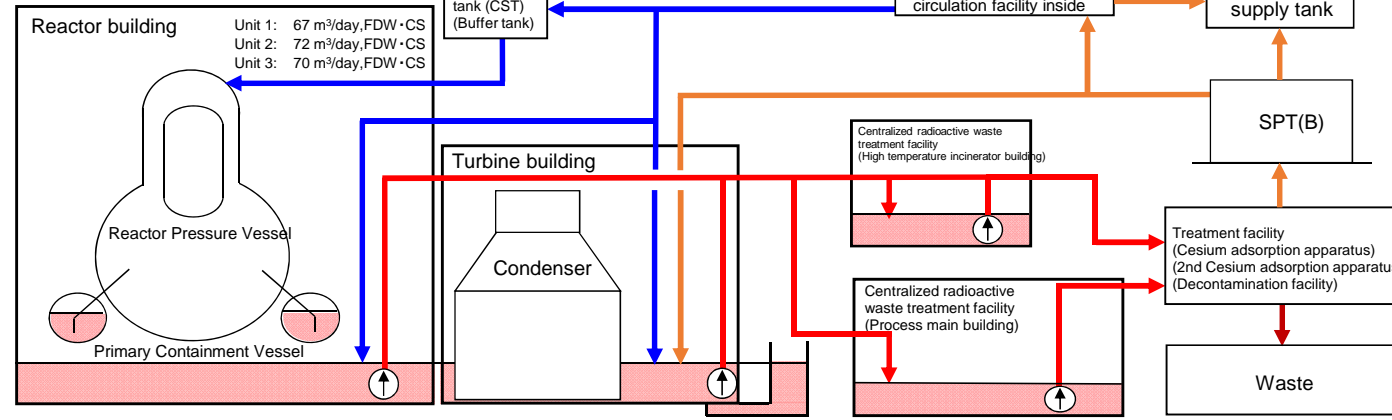 tank (CST)
(Buffer tank)
circulation facility inside
supply tank
Reactor building
Unit 1: 67 m³/day,FDW・CS
Unit 2: 72 m³/day,FDW・CS
Unit 3: 70 m³/day,FDW・CS
SPT(B)
Centralized radioactive waste
treatment facility
(High temperature incinerator building)
Turbine building
Reactor Pressure Vessel
Condenser
Treatment facility
(Cesium adsorption apparatus)
(2nd Cesium adsorption apparatus
(Decontamination facility)
Centralized radioactive
waste treatment facility
(Process main building)
Primary Containment Vessel
Waste